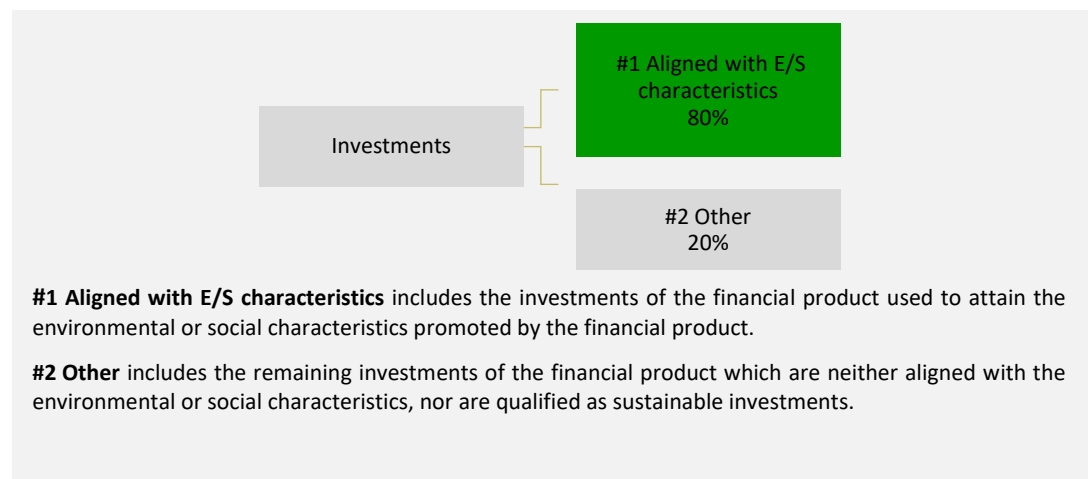 #1 Aligned with E/S
characteristics
80%
Investments
#2 Other
20%
#1 Aligned with E/S characteristics includes the investments of the financial product used to attain the
environmental or social characteristics promoted by the financial product.
#2 Other includes the remaining investments of the financial product which are neither aligned with the
environmental or social characteristics, nor are qualified as sustainable investments.